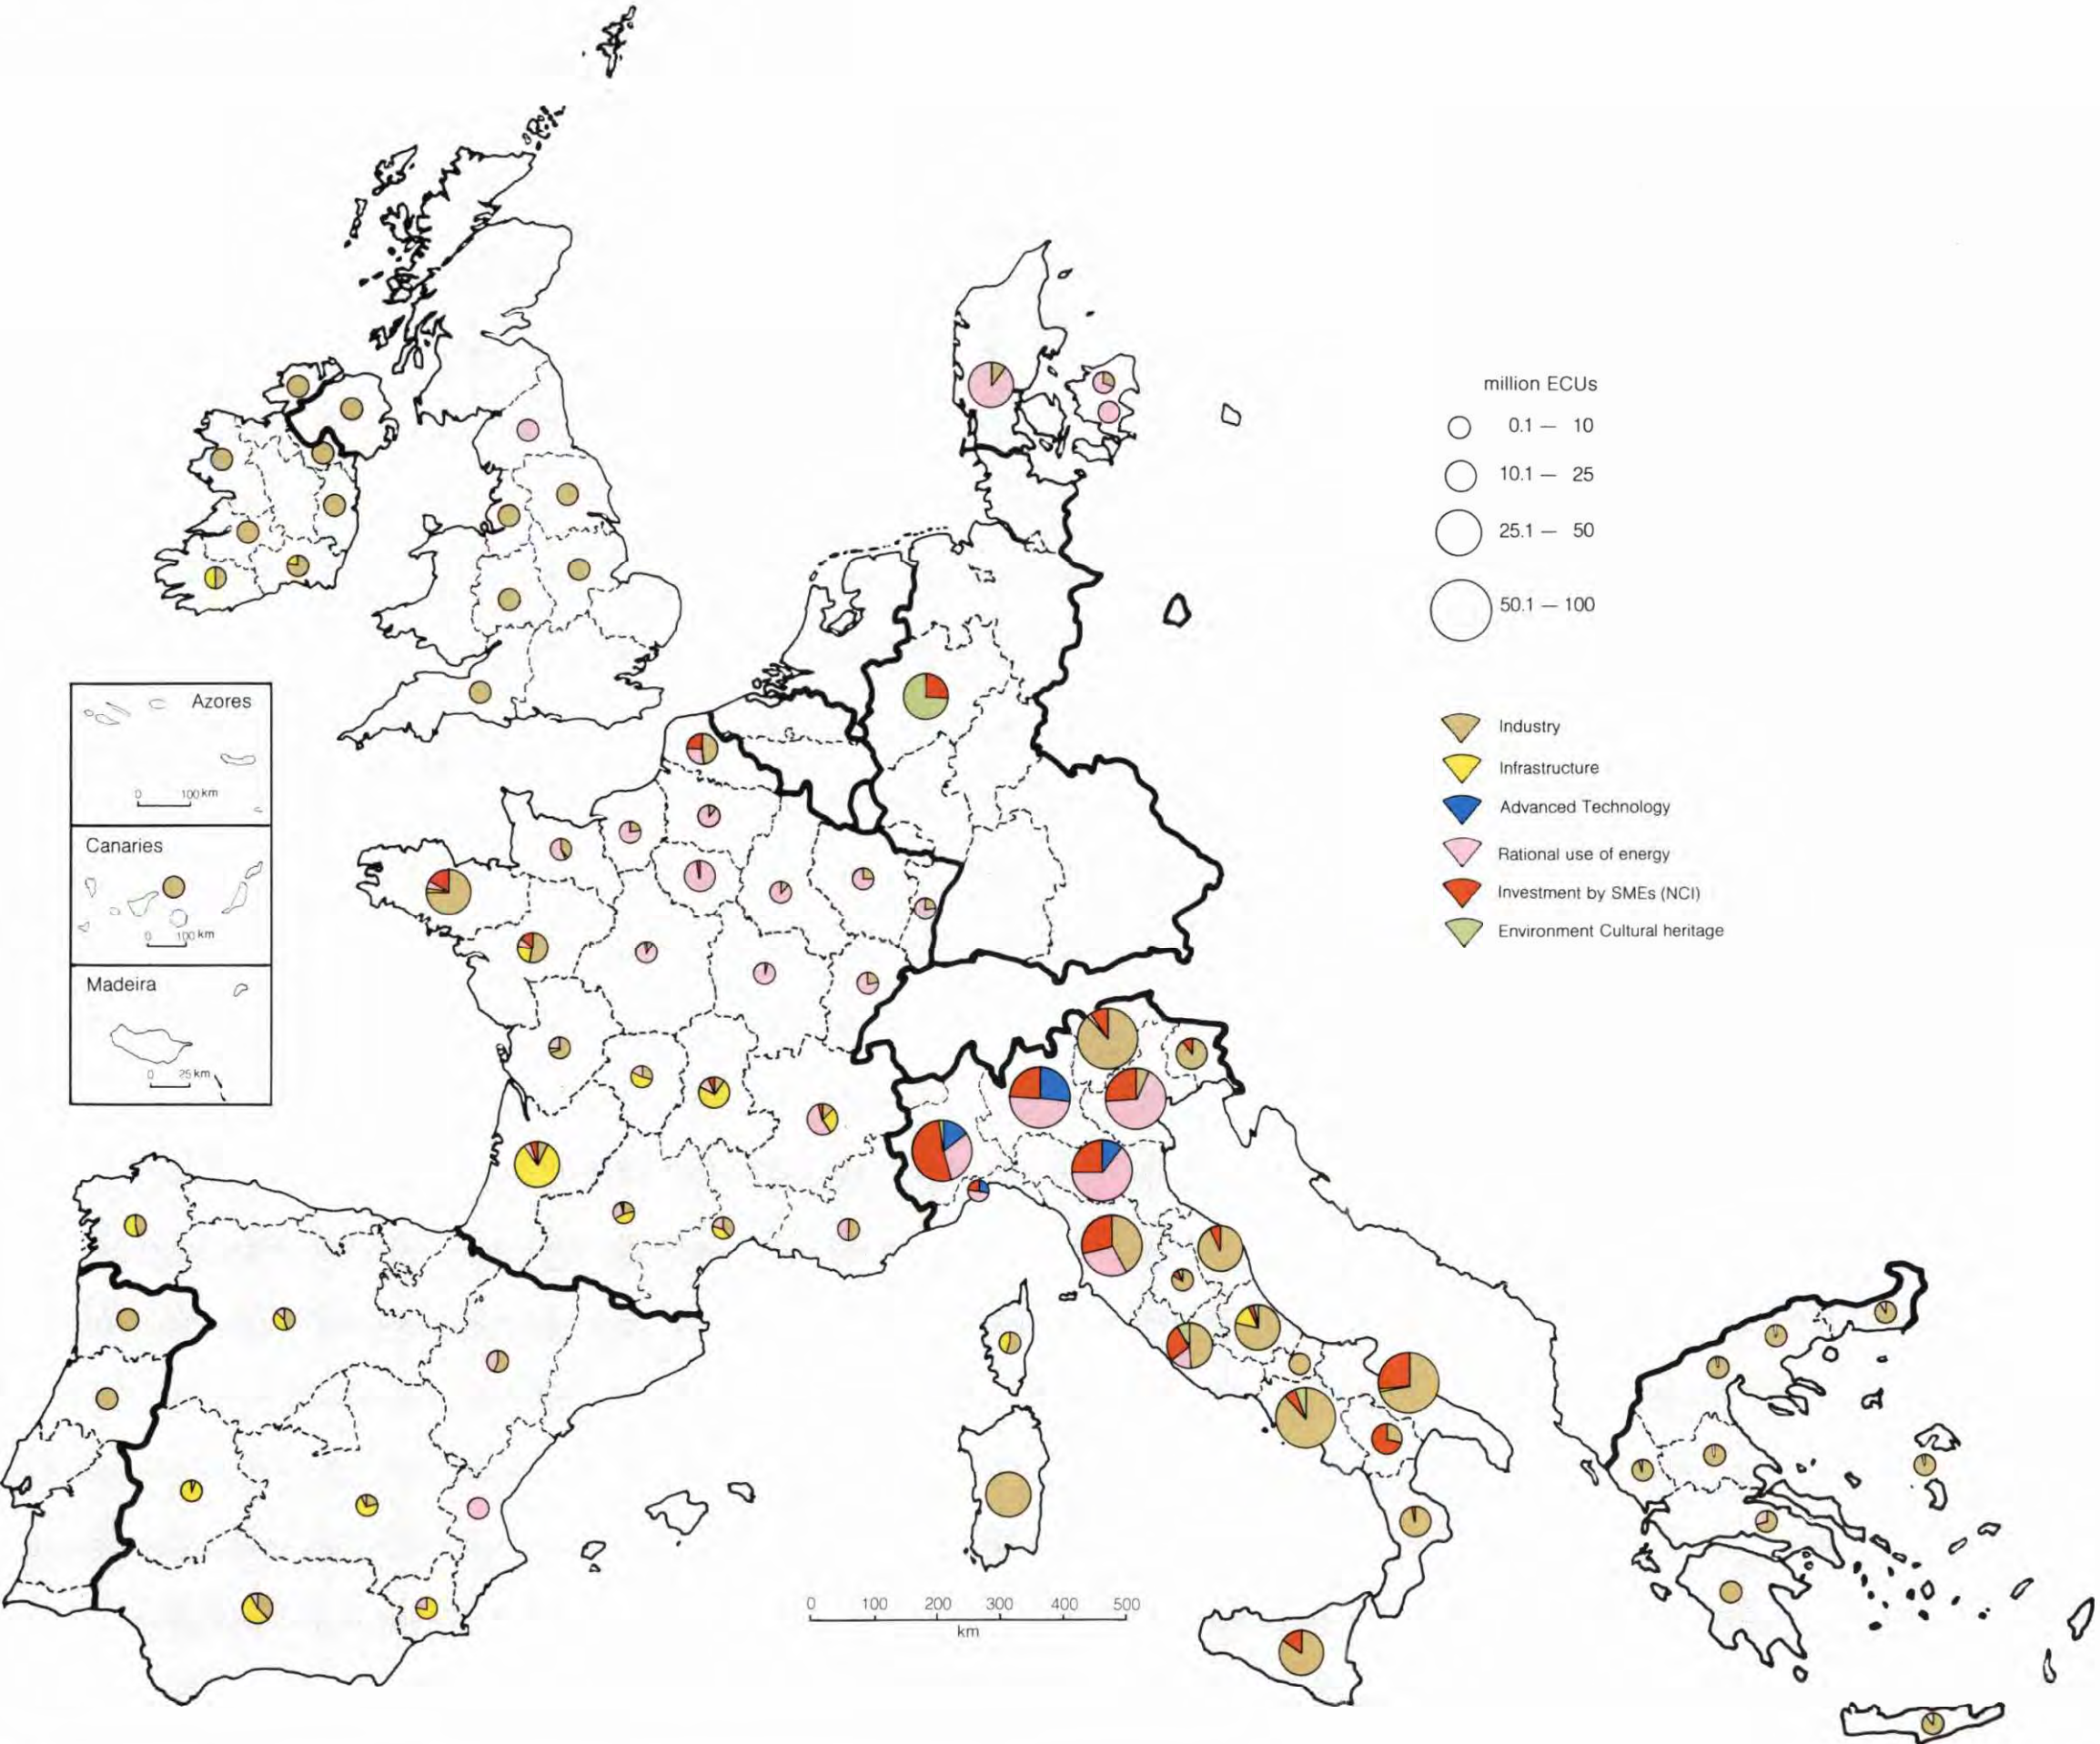 million ECUs
0.1 — 10
10.1 — 25
25.1 — 50
50.1 — 100
Industry
Infrastructure
Advanced Technology
Rational use of energy
Investment by SMEs (NCI)
Environment Cultural heritage
Azores
0 100 km
Canaries
0 100 km
Madeira
0 25 km
0 100 200 300 400 500
km